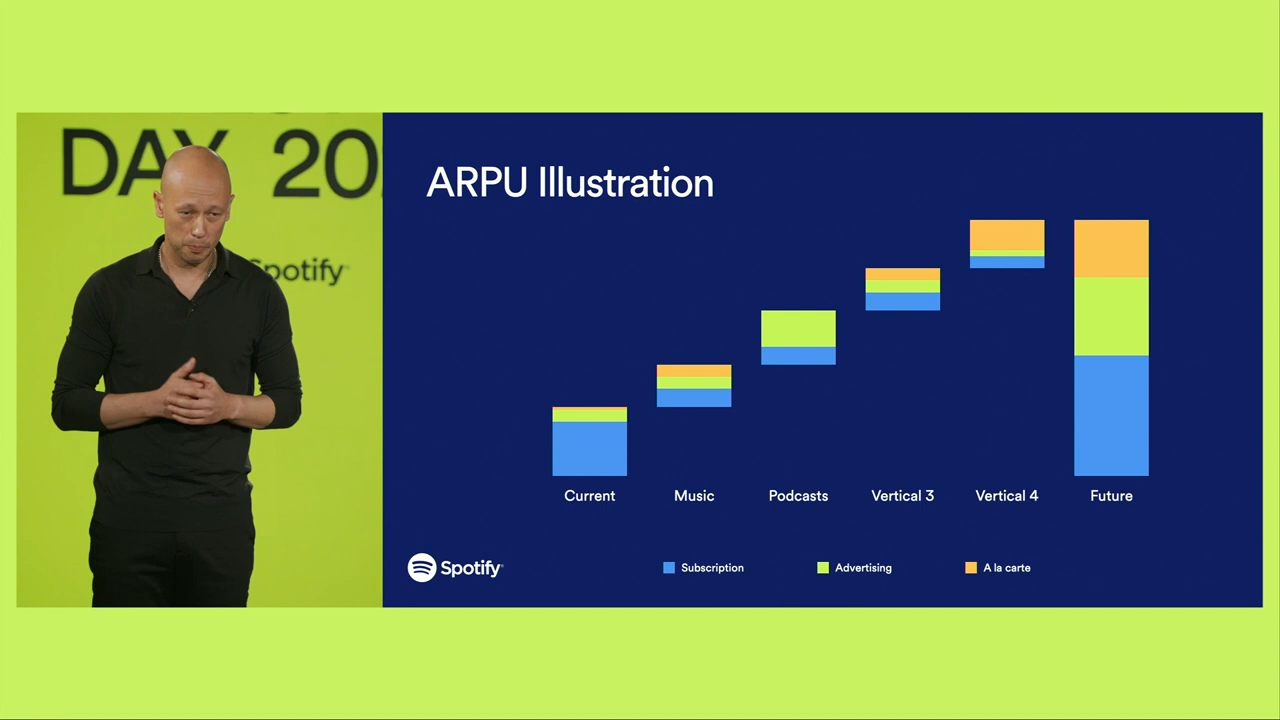 DAY 20
Spotify
ARPU Illustration
Current
Music
Podcasts
Vertical 3
Vertical 4
Future
Spotify
Subscription
Advertising
A la carte